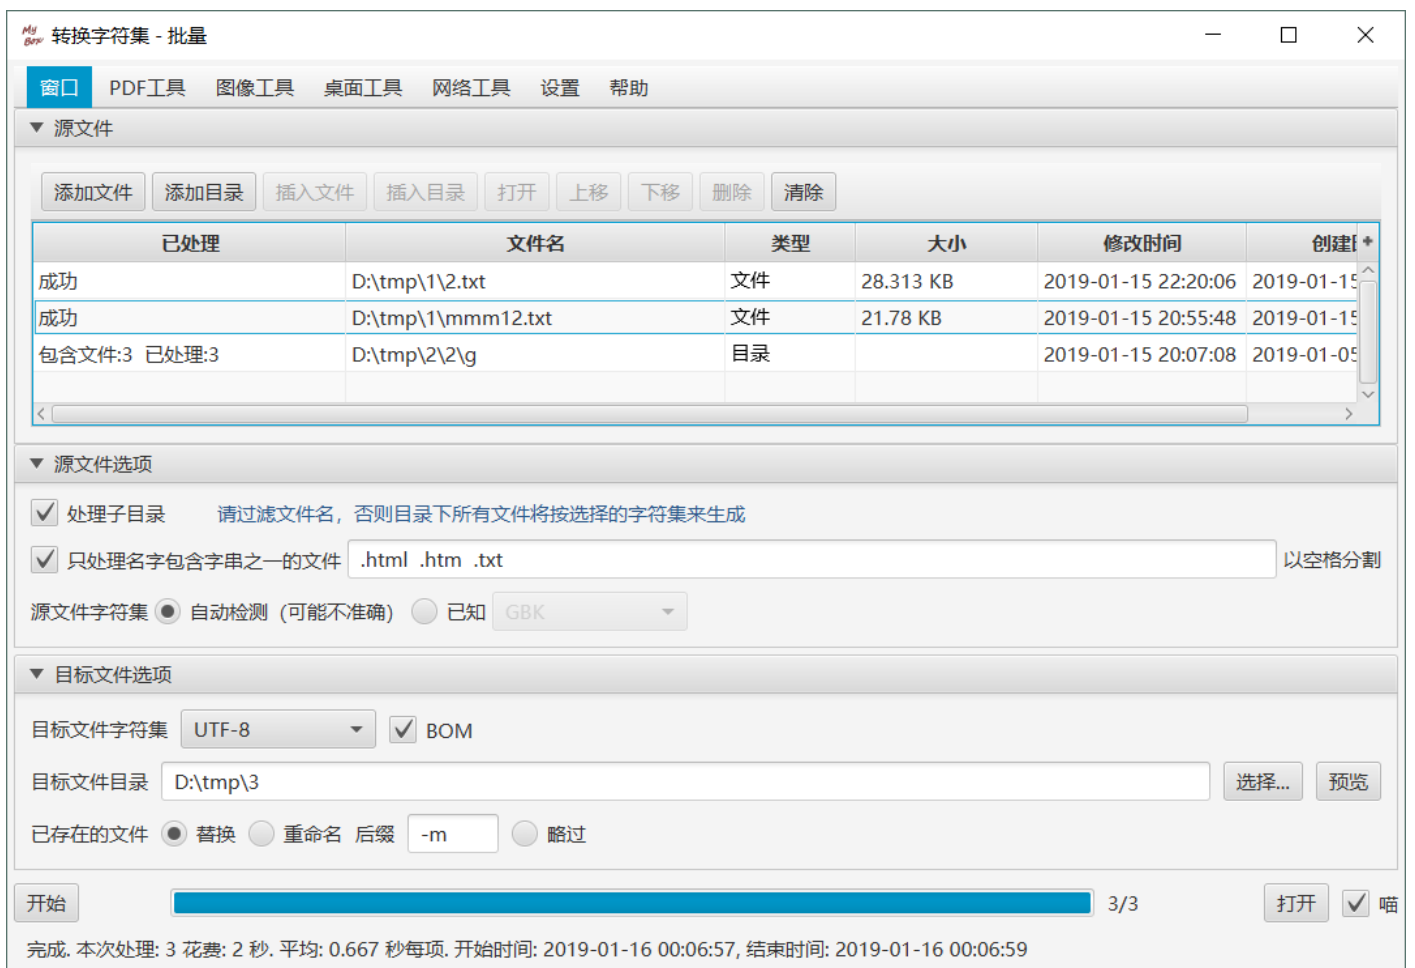 My Box 转换字符集 - 批量
窗口 PDF工具 图像工具 桌面工具 网络工具 设置 帮助
源文件
添加文件 添加目录 插入文件 插入目录 打开 上移 下移 删除 清除
已处理 文件名 类型 大小 修改时间 创建
成功 D:\tmp\1\2.txt 文件 28.313 KB 2019-01-15 22:20:06 2019-01-15
成功 D:\tmp\1\mmm12.txt 文件 21.78 KB 2019-01-15 20:55:48 2019-01-15
包含文件:3 已处理:3 D:\tmp\2\2\g 目录 2019-01-15 20:07:08 2019-01-05
源文件选项
处理子目录 请过滤文件名，否则目录下所有文件将按选择的字符集来生成
只处理名字包含字串之一的文件 .html .htm .txt 以空格分割
源文件字符集 自动检测 (可能不准确) 已知 GBK
目标文件选项
目标文件字符集 UTF-8 BOM
目标文件目录 D:\tmp\3 选择... 预览
已存在的文件 替换 重命名 后缀 -m 略过
开始 3/3 打开 喵
完成. 本次处理: 3 花费: 2 秒. 平均: 0.667 秒每项. 开始时间: 2019-01-16 00:06:57, 结束时间: 2019-01-16 00:06:59